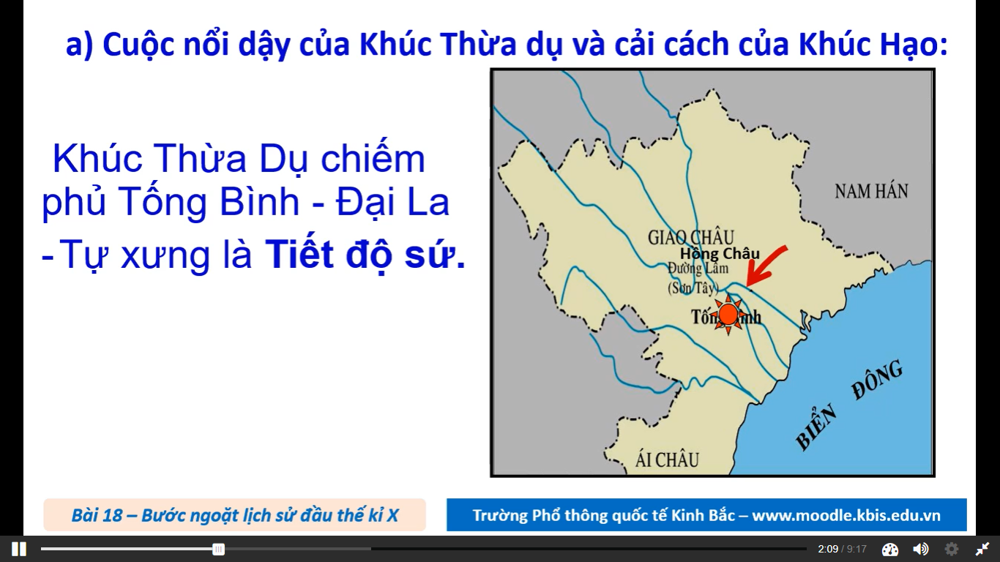 a) Cuộc nổi dậy của Khúc Thừa dụ và cải cách của Khúc Hạo:
Khúc Thừa Dụ chiếm
phủ Tống Bình - Đại La
- Tự xưng là Tiết độ sứ.
NAM HÁN
GIAO CHÂU
Hồng Châu
Đường Lâm
(Sơn Tây)
Tống Bình
BIỂN ĐÔNG
ÁI CHÂU
Bài 18 – Bước ngoặt lịch sử đầu thế kỉ X
Trường Phổ thông quốc tế Kinh Bắc – www.moodle.kbis.edu.vn
2:09 / 9:17